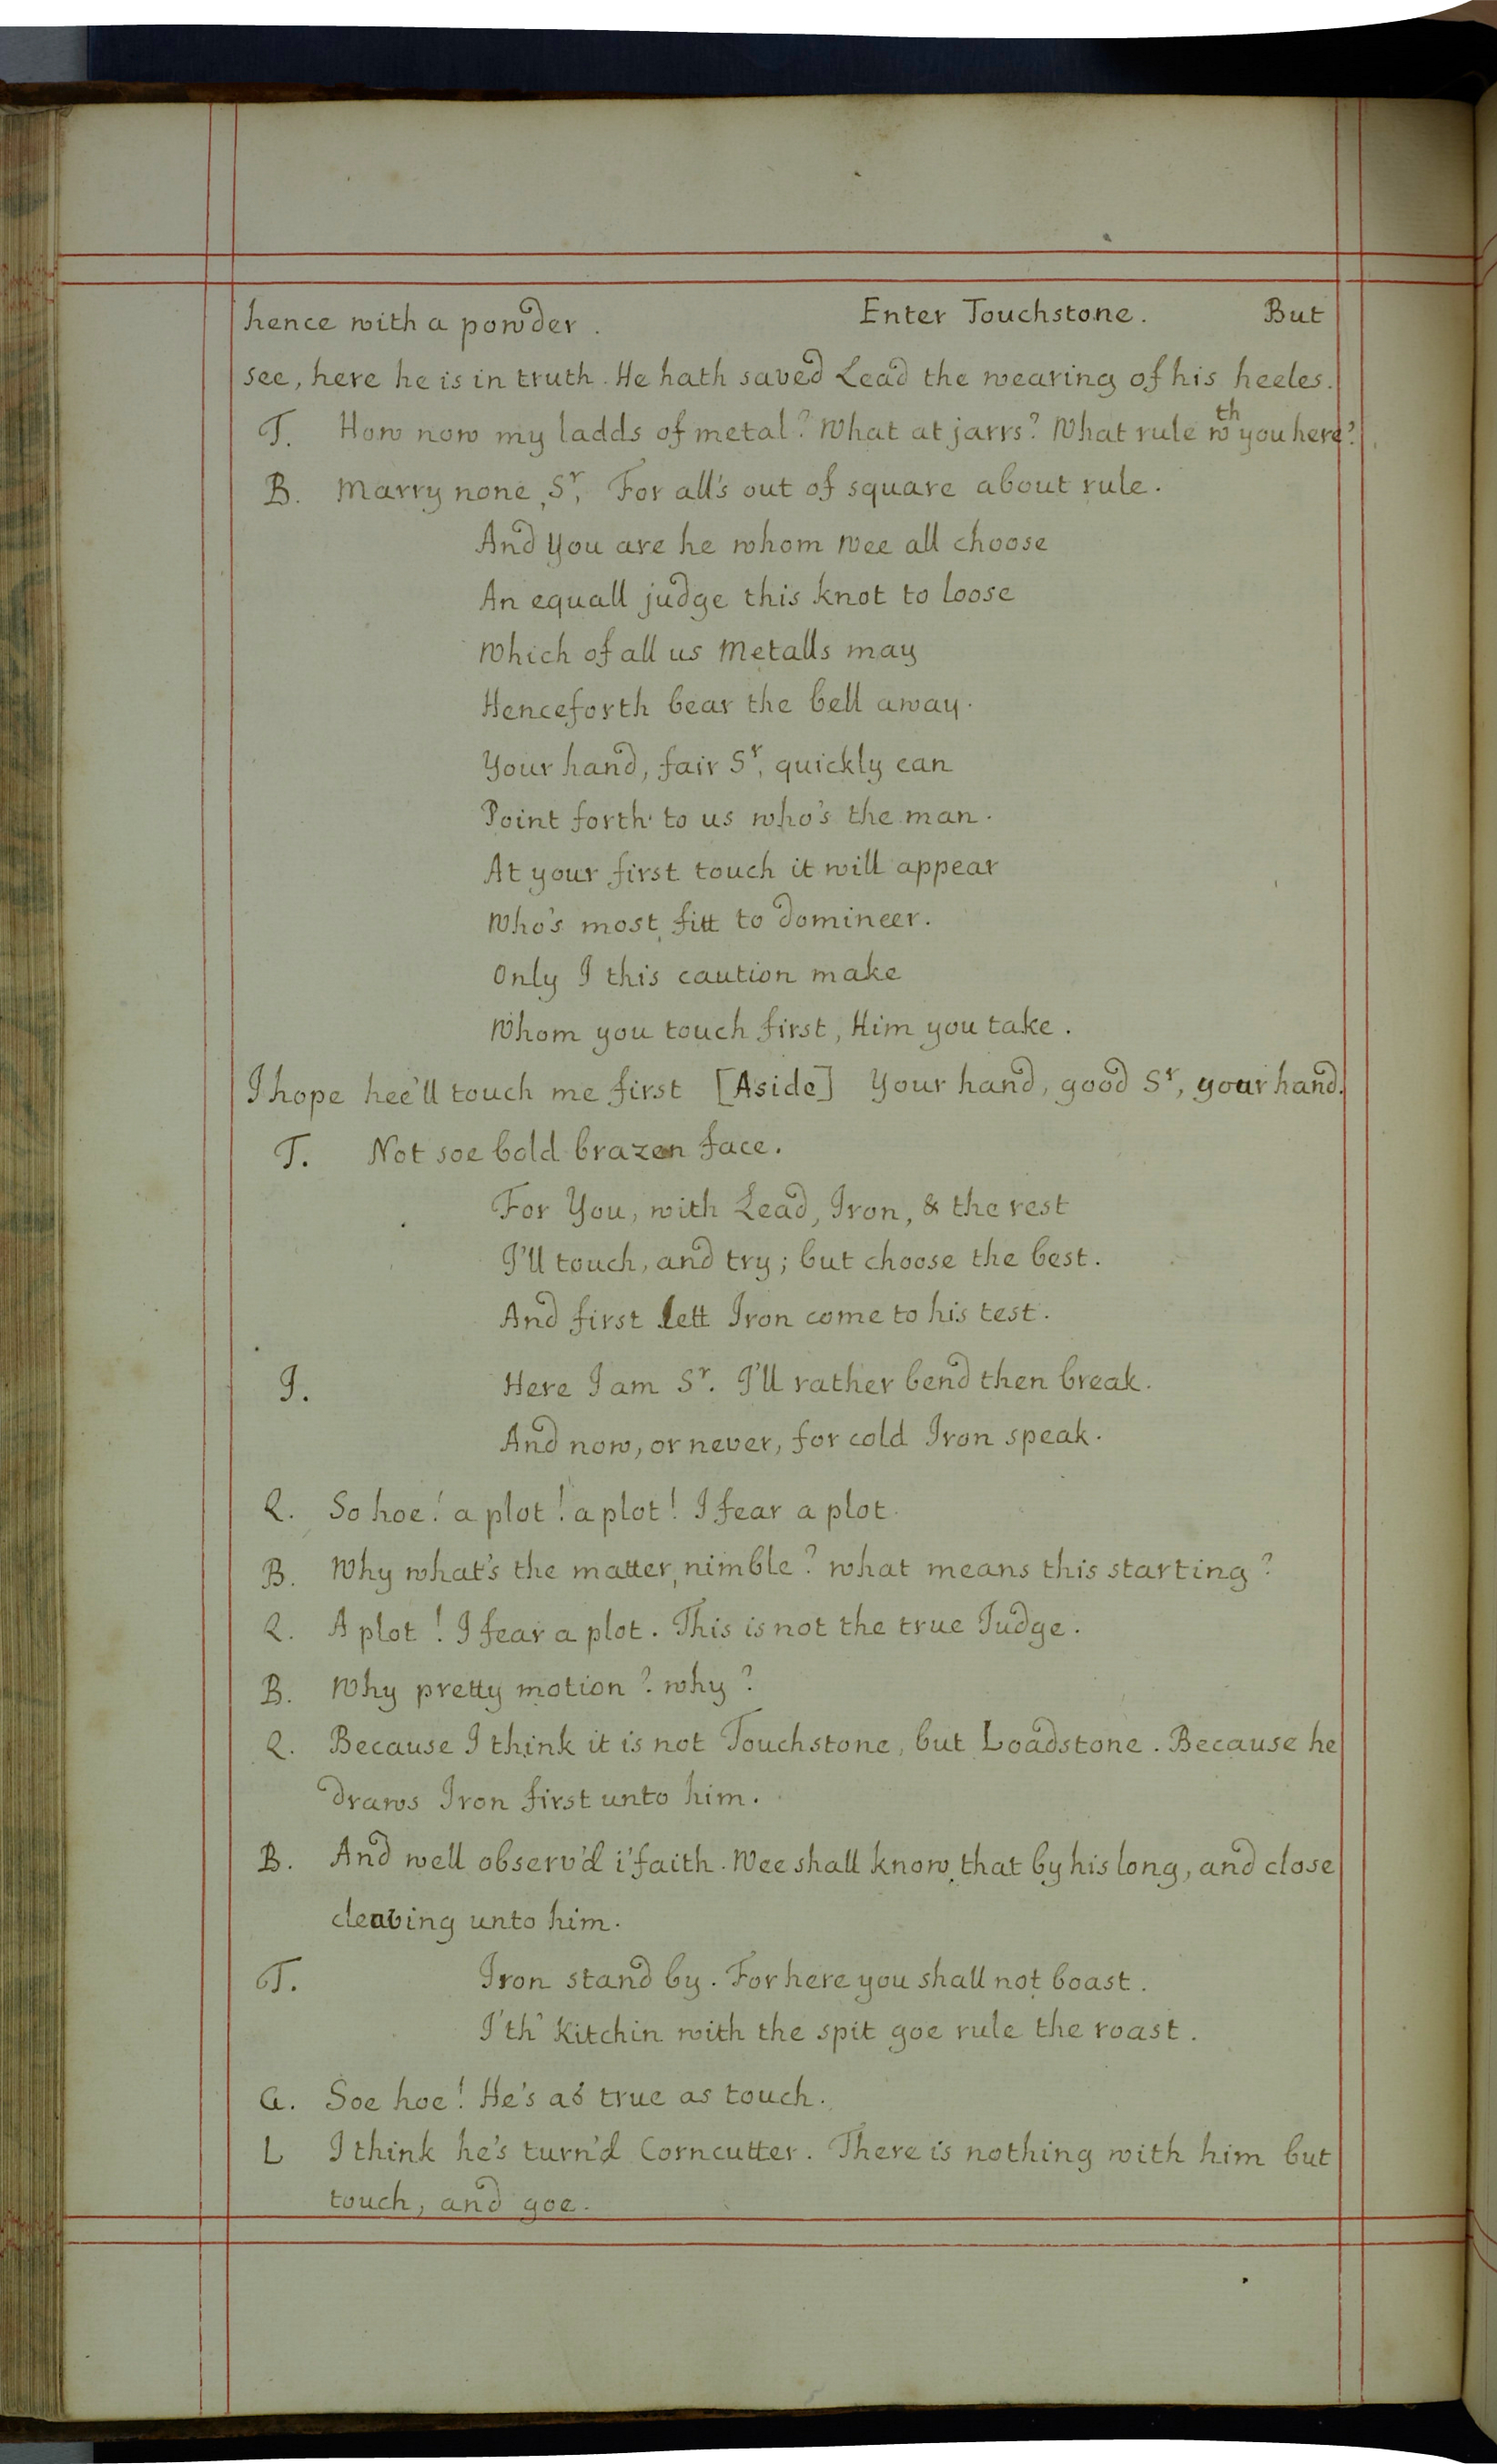 hence with a powder. Enter Touchstone. But
see, here he is in truth. He hath saved Lead the wearing of his heeles.
T. How now my ladds of metal? What at jarrs? What rule wth you here?
B. Marry none, Sr, For all's out of square about rule.
And You are he whom wee all choose
An equall judge this knot to loose
Which of all us Metalls may
Henceforth bear the bell away.
Your hand, fair Sr, quickly can
Point forth to us who's the man.
At your first touch it will appear
Who's most fitt to domineer.
Only I this caution make
Whom you touch first, Him you take.
I hope hee'll touch me first [Aside] Your hand, good Sr, your hand.
T. Not soe bold brazen face.
For You, with Lead, Iron, & the rest
I'll touch, and try; but choose the best.
And first lett Iron come to his test.
I. Here I am Sr. I'll rather bend then break.
And now, or never, for cold Iron speak.
Q. So hoe! a plot! a plot! I fear a plot.
B. Why what's the matter, nimble? what means this starting?
Q. A plot! I fear a plot. This is not the true Iudge.
B. Why pretty motion? why?
Q. Because I think it is not Touchstone, but Loadstone. Because he
draws Iron first unto him.
B. And well observ'd i'faith. Wee shall know that by his long, and close
cleaving unto him.
T. Iron stand by. For here you shall not boast.
I'th' Kitchin with the spit goe rule the roast.
G. Soe hoe! He's as true as touch.
L I think he's turn'd Corncutter. There is nothing with him but
touch, and goe.